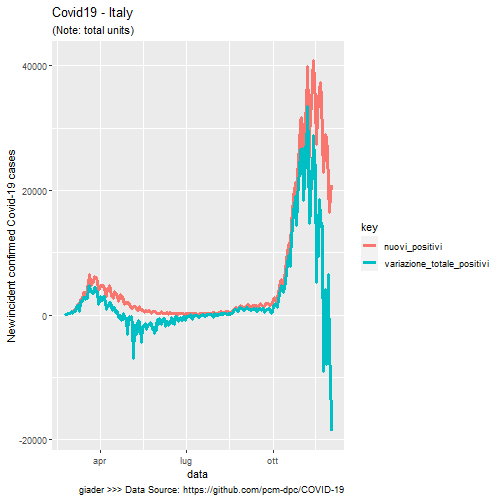 Covid19 - Italy
(Note: total units)
New incident confirmed Covid-19 cases
40000
20000
0
-20000
apr
lug
ott
data
key
nuovi_positivi
variazione_totale_positivi
giader >>> Data Source: https://github.com/pcm-dpc/COVID-19